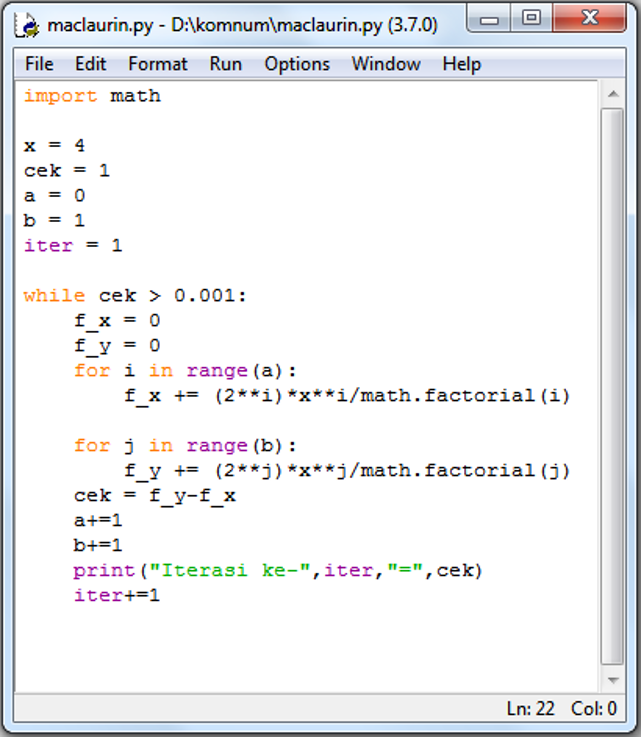 maclaurin.py - D:\komnum\maclaurin.py (3.7.0)
File Edit Format Run Options Window Help
import math

x = 4
cek = 1
a = 0
b = 1
iter = 1

while cek > 0.001:
    f_x = 0
    f_y = 0
    for i in range(a):
        f_x += (2**i)*x**i/math.factorial(i)

    for j in range(b):
        f_y += (2**j)*x**j/math.factorial(j)
    cek = f_y-f_x
    a+=1
    b+=1
    print("Iterasi ke-",iter,"=",cek)
    iter+=1
Ln: 22 Col: 0